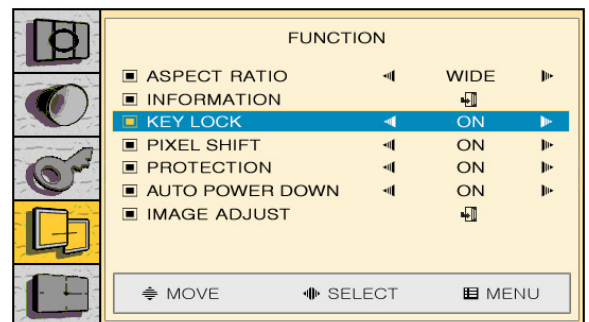 FUNCTION
ASPECT RATIO WIDE
INFORMATION
KEY LOCK ON
PIXEL SHIFT ON
PROTECTION ON
AUTO POWER DOWN ON
IMAGE ADJUST
MOVE SELECT MENU